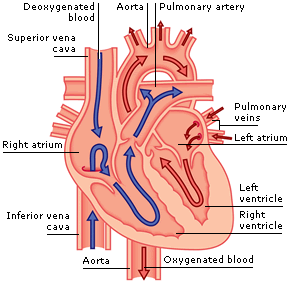 Deoxygenated
blood
Aorta
Pulmonary artery
Superior vena
cava
Pulmonary
veins
Right atrium
Left atrium
Left
ventricle
Inferior vena
cava
Right
ventricle
Aorta
Oxygenated blood